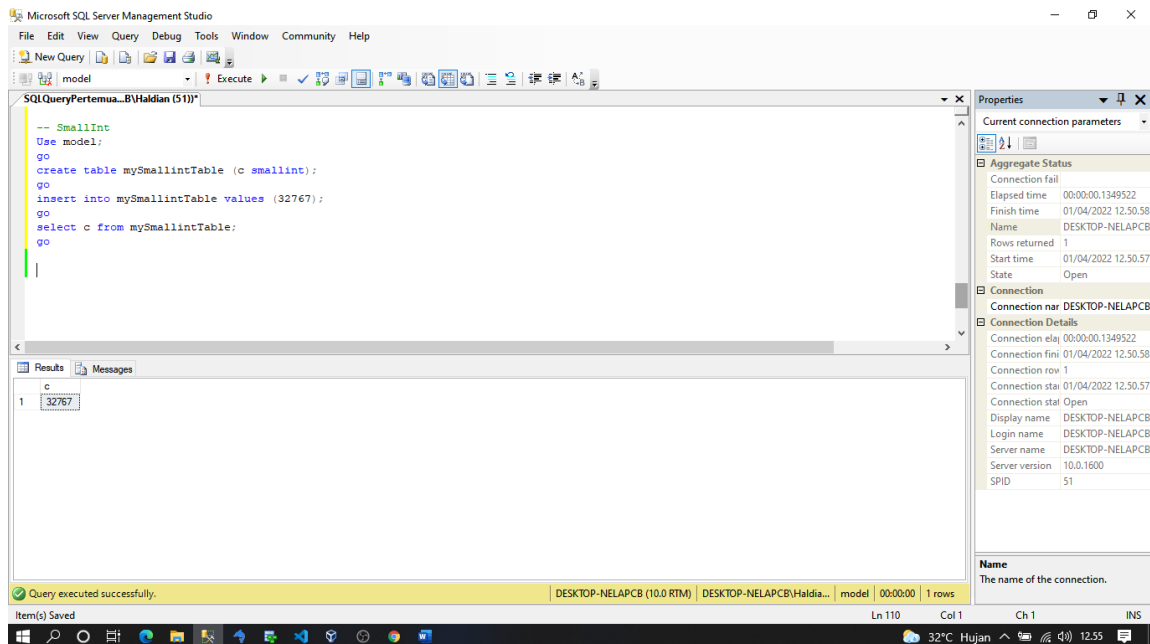 Microsoft SQL Server Management Studio
File Edit View Query Debug Tools Window Community Help
New Query
model Execute
SQLQueryPertemua...B\Haldian (51))*
-- SmallInt
Use model;
go
create table mySmallintTable (c smallint);
go
insert into mySmallintTable values (32767);
go
select c from mySmallintTable;
go
Results Messages
c
1 32767
Query executed successfully. DESKTOP-NELAPCB (10.0 RTM) DESKTOP-NELAPCB\Haldia... model 00:00:00 1 rows
Properties
Current connection parameters
Aggregate Status
Connection fail
Elapsed time 00:00:00.1349522
Finish time 01/04/2022 12.50.58
Name DESKTOP-NELAPCB
Rows returned 1
Start time 01/04/2022 12.50.57
State Open
Connection
Connection nar DESKTOP-NELAPCB
Connection Details
Connection ela 00:00:00.1349522
Connection fini 01/04/2022 12.50.58
Connection row 1
Connection star 01/04/2022 12.50.57
Connection stat Open
Display name DESKTOP-NELAPCB
Login name DESKTOP-NELAPCB
Server name DESKTOP-NELAPCB
Server version 10.0.1600
SPID 51
Name
The name of the connection.
Item(s) Saved Ln 110 Col 1 Ch 1 INS
32°C Hujan 12.55